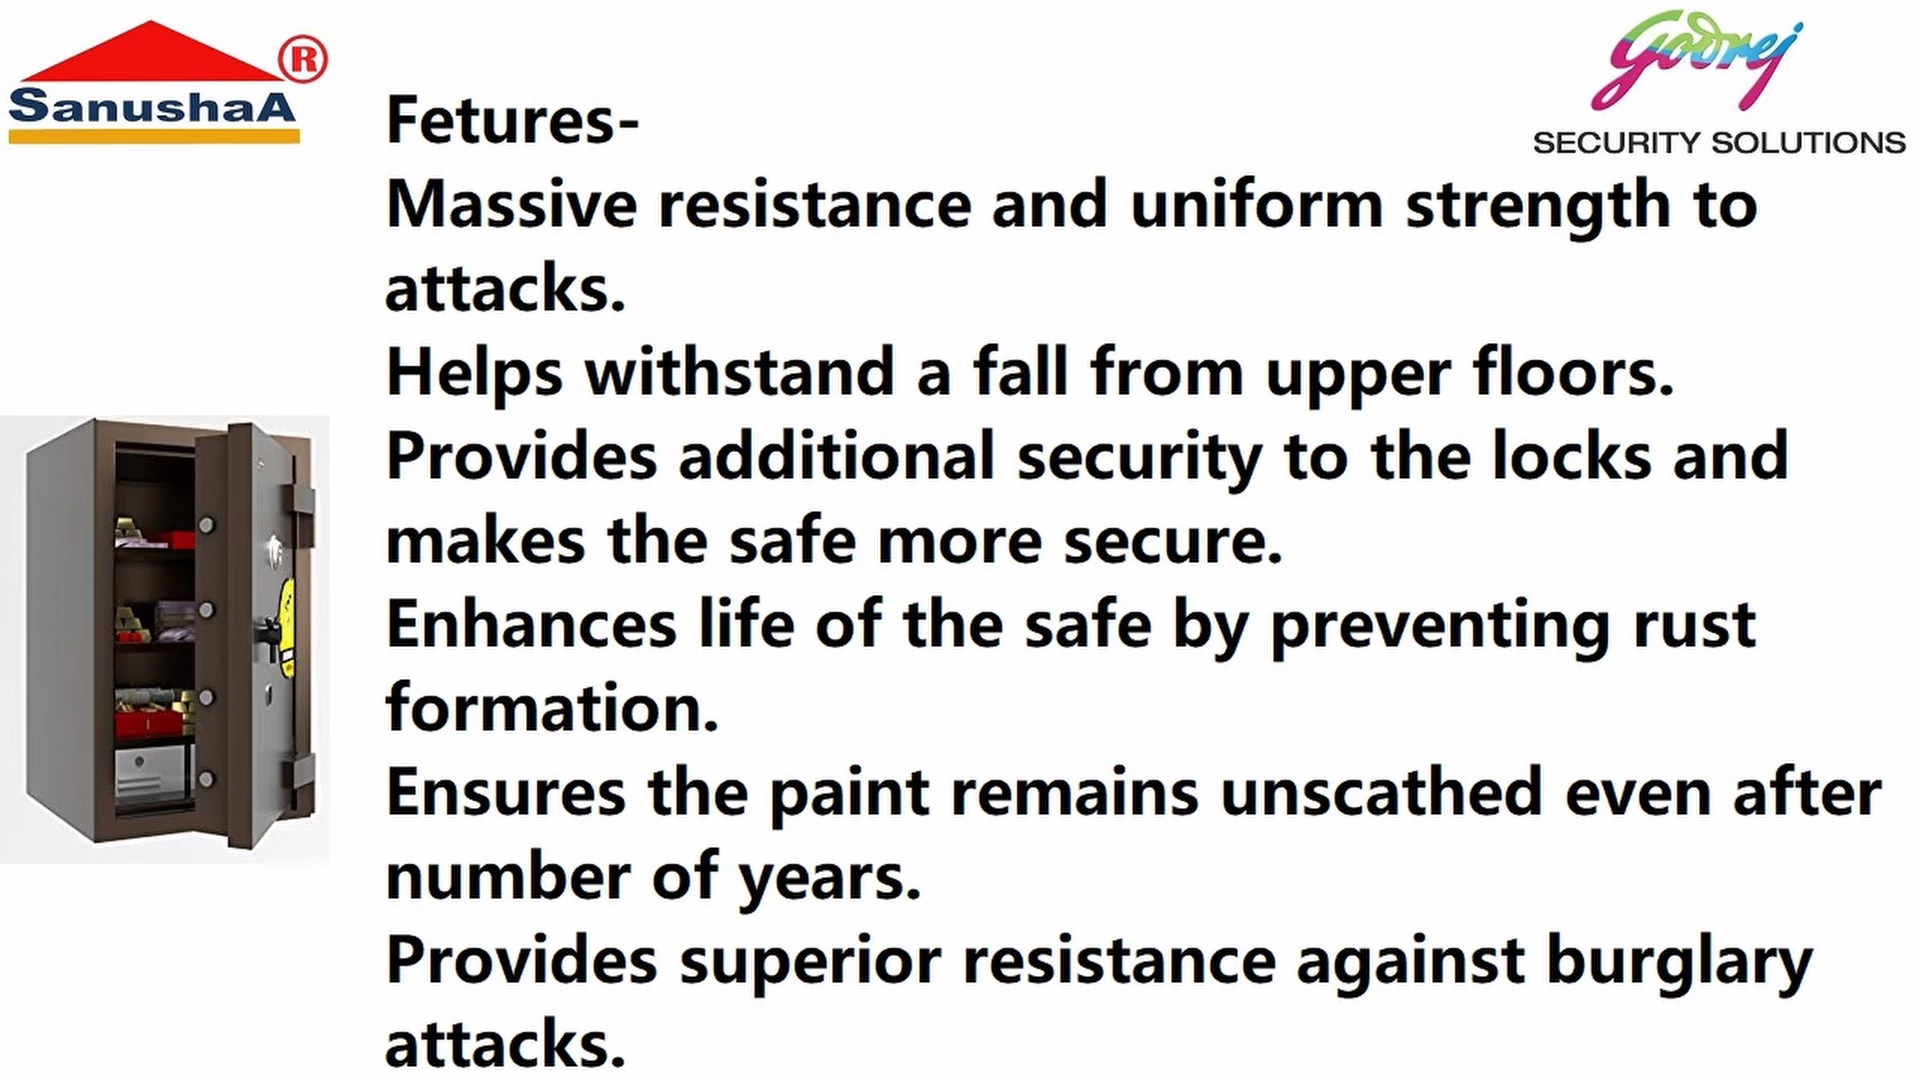 SanushaA ®
Godrej
SECURITY SOLUTIONS
Fetures-
Massive resistance and uniform strength to
attacks.
Helps withstand a fall from upper floors.
Provides additional security to the locks and
makes the safe more secure.
Enhances life of the safe by preventing rust
formation.
Ensures the paint remains unscathed even after
number of years.
Provides superior resistance against burglary
attacks.